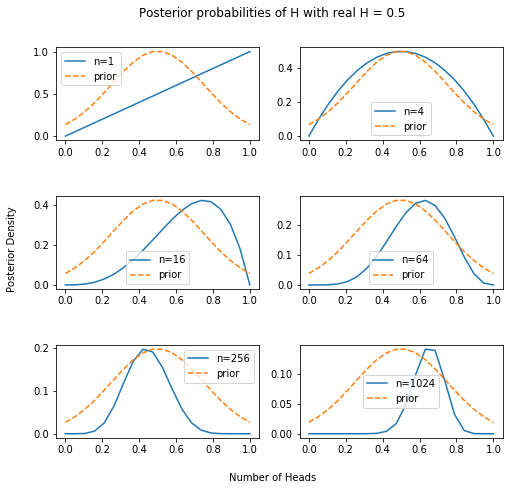 Posterior probabilities of H with real H = 0.5
1.0
0.5
0.0
n=1
prior
0.0 0.2 0.4 0.6 0.8 1.0
0.4
0.2
0.0
n=4
prior
0.0 0.2 0.4 0.6 0.8 1.0
Posterior Density
0.4
0.2
0.0
n=16
prior
0.0 0.2 0.4 0.6 0.8 1.0
0.2
0.1
0.0
n=64
prior
0.0 0.2 0.4 0.6 0.8 1.0
0.2
0.1
0.0
n=256
prior
0.0 0.2 0.4 0.6 0.8 1.0
0.10
0.05
0.00
n=1024
prior
0.0 0.2 0.4 0.6 0.8 1.0
Number of Heads